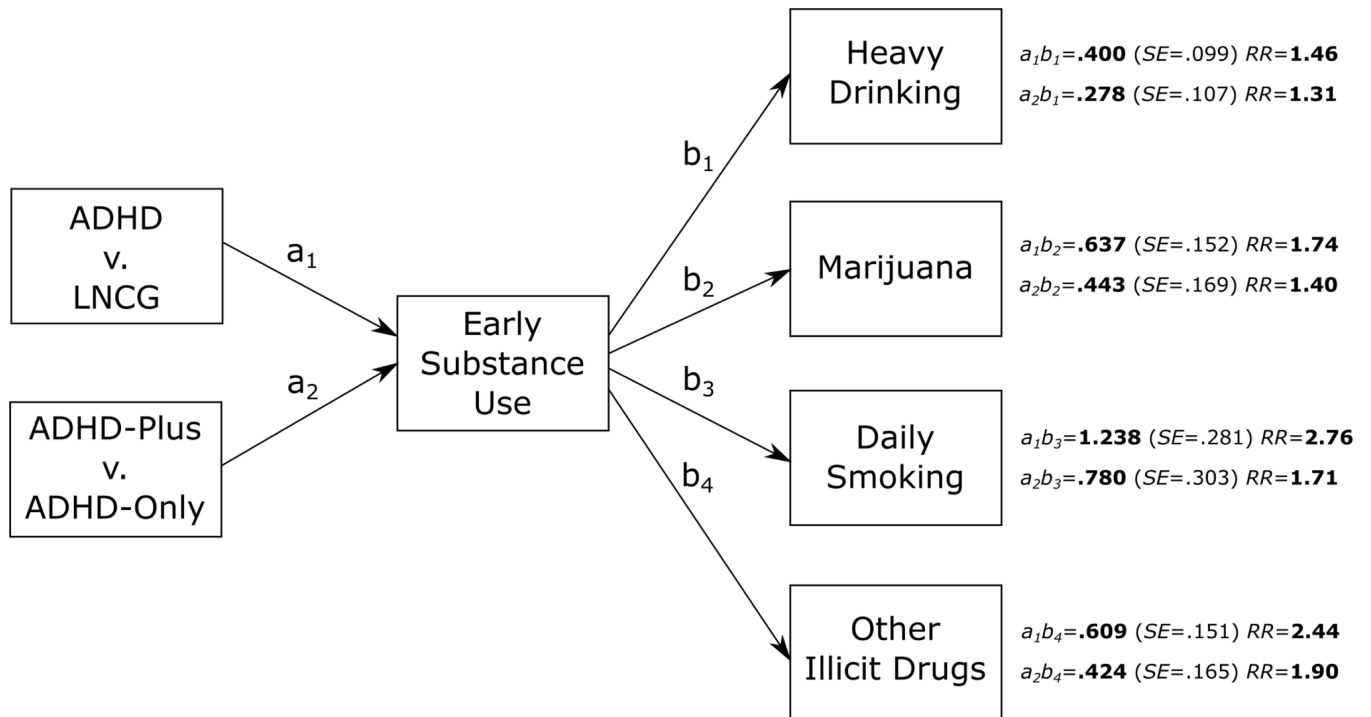 ADHD
v.
LNCG
ADHD-Plus
v.
ADHD-Only
a₁
a₂
Early
Substance
Use
b₁
b₂
b₃
b₄
Heavy
Drinking
a₁b₁=.400 (SE=.099) RR=1.46
a₂b₁=.278 (SE=.107) RR=1.31
Marijuana
a₁b₂=.637 (SE=.152) RR=1.74
a₂b₂=.443 (SE=.169) RR=1.40
Daily
Smoking
a₁b₃=1.238 (SE=.281) RR=2.76
a₂b₃=.780 (SE=.303) RR=1.71
Other
Illicit Drugs
a₁b₄=.609 (SE=.151) RR=2.44
a₂b₄=.424 (SE=.165) RR=1.90